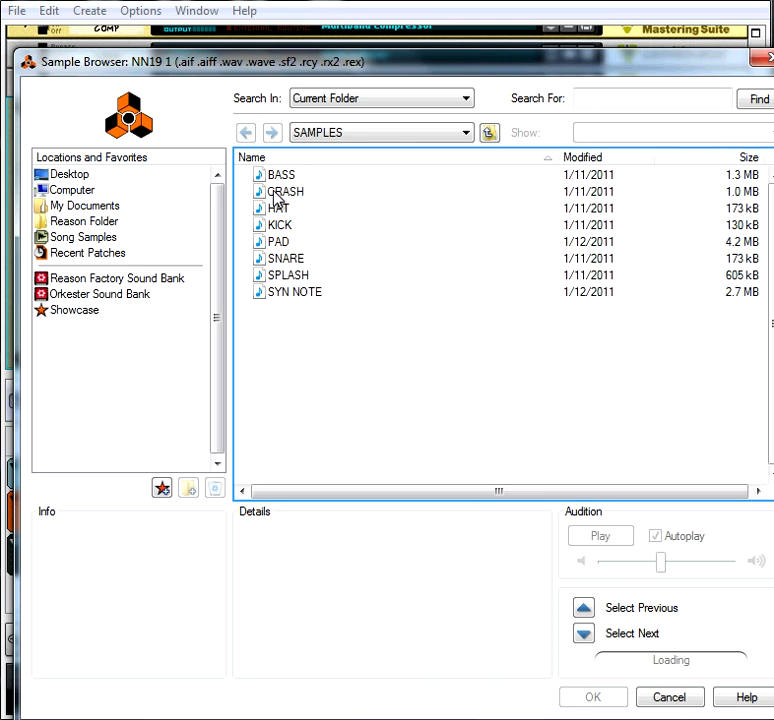 File Edit Create Options Window Help
Off COMP OUTPUT Multiband Compressor Mastering Suite
Sample Browser: NN19 1 (.aif .aiff .wav .wave .sf2 .rcy .rx2 .rex)
Search In: Current Folder Search For: Find
SAMPLES Show:
Locations and Favorites
Desktop
Computer
My Documents
Reason Folder
Song Samples
Recent Patches
Reason Factory Sound Bank
Orkester Sound Bank
Showcase
Name Modified Size
BASS 1/11/2011 1.3 MB
CRASH 1/11/2011 1.0 MB
HAT 1/11/2011 173 kB
KICK 1/11/2011 130 kB
PAD 1/12/2011 4.2 MB
SNARE 1/11/2011 173 kB
SPLASH 1/11/2011 605 kB
SYN NOTE 1/12/2011 2.7 MB
Info
Details
Audition
Play Autoplay
Select Previous
Select Next
Loading
OK Cancel Help